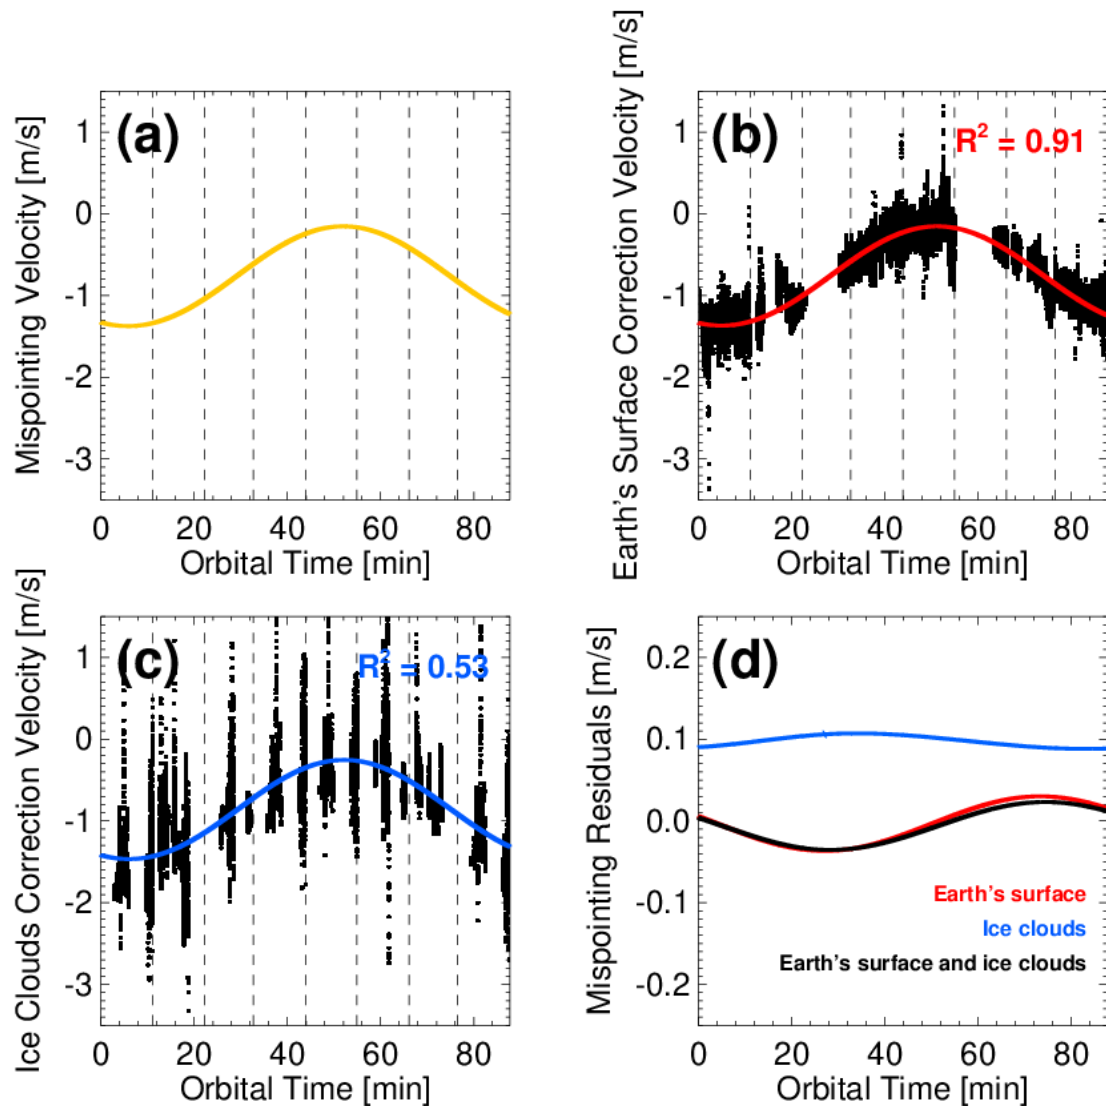 (a)
Mispointing Velocity [m/s]
1
0
-1
-2
-3
0 20 40 60 80
Orbital Time [min]
(b)
R² = 0.91
Earth's Surface Correction Velocity [m/s]
1
0
-1
-2
-3
0 20 40 60 80
Orbital Time [min]
(c)
R² = 0.53
Ice Clouds Correction Velocity [m/s]
1
0
-1
-2
-3
0 20 40 60 80
Orbital Time [min]
(d)
Mispointing Residuals [m/s]
0.2
0.1
0.0
-0.1
-0.2
Earth's surface
Ice clouds
Earth's surface and ice clouds
0 20 40 60 80
Orbital Time [min]